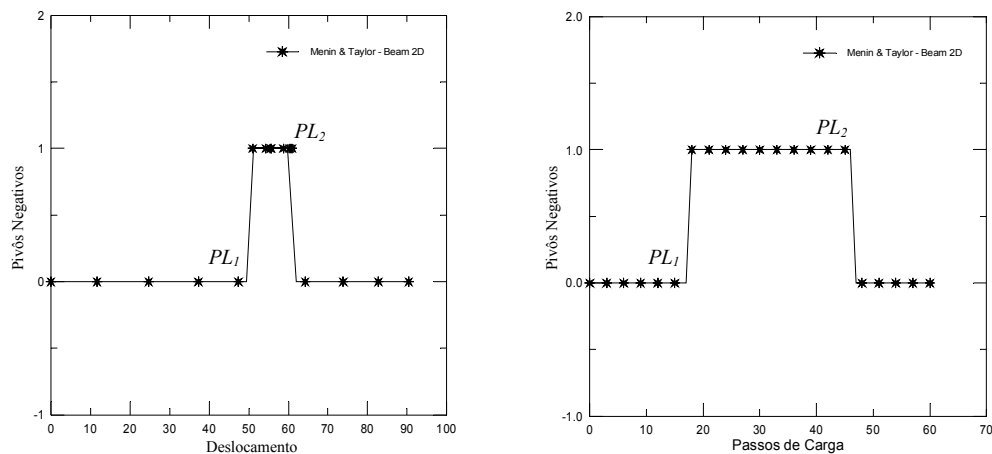 2
1
0
-1
Pivôs Negativos
Menin & Taylor - Beam 2D
PL2
PL1
0 10 20 30 40 50 60 70 80 90 100
Deslocamento
2.0
1.0
0.0
-1.0
Pivôs Negativos
Menin & Taylor - Beam 2D
PL2
PL1
0 10 20 30 40 50 60 70
Passos de Carga